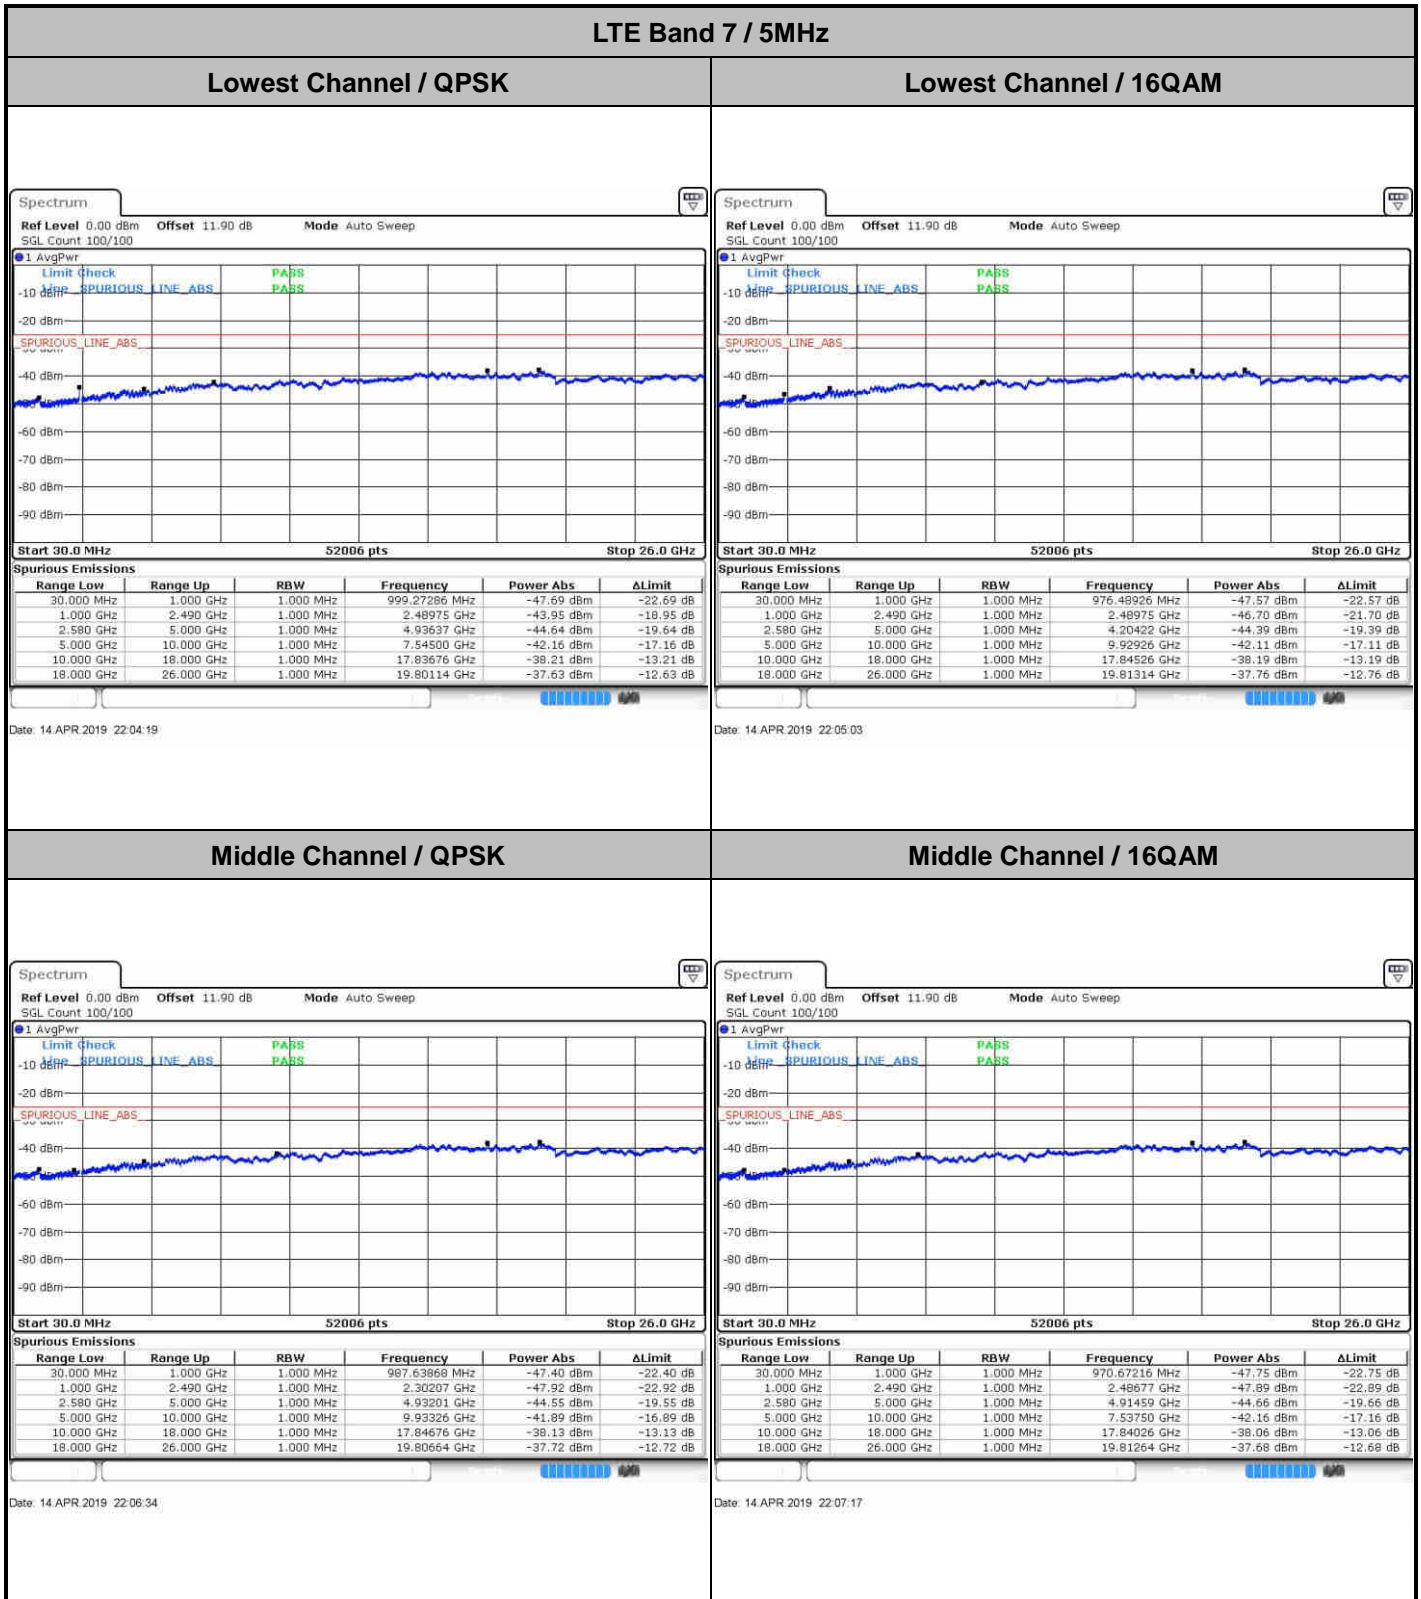 LTE Band 7 / 5MHz
Lowest Channel / QPSK
Lowest Channel / 16QAM
Spectrum
Ref Level 0.00 dBm Offset 11.90 dB Mode Auto Sweep
SGL Count 100/100
1 AvgPwr
Limit Check PASS
Line _SPURIOUS_LINE_ABS_ PASS
-10 dBm
-20 dBm
_SPURIOUS_LINE_ABS_
-40 dBm
-60 dBm
-70 dBm
-80 dBm
-90 dBm
Start 30.0 MHz 52006 pts Stop 26.0 GHz
Spurious Emissions
Range Low Range Up RBW Frequency Power Abs ΔLimit
30.000 MHz 1.000 GHz 1.000 MHz 999.27286 MHz -47.69 dBm -22.69 dB
1.000 GHz 2.490 GHz 1.000 MHz 2.48975 GHz -43.95 dBm -18.95 dB
2.580 GHz 5.000 GHz 1.000 MHz 4.93637 GHz -44.64 dBm -19.64 dB
5.000 GHz 10.000 GHz 1.000 MHz 7.54500 GHz -42.16 dBm -17.16 dB
10.000 GHz 18.000 GHz 1.000 MHz 17.83676 GHz -38.21 dBm -13.21 dB
18.000 GHz 26.000 GHz 1.000 MHz 19.80114 GHz -37.63 dBm -12.63 dB
Date: 14.APR.2019 22:04:19
Spectrum
Ref Level 0.00 dBm Offset 11.90 dB Mode Auto Sweep
SGL Count 100/100
1 AvgPwr
Limit Check PASS
Line _SPURIOUS_LINE_ABS_ PASS
-10 dBm
-20 dBm
_SPURIOUS_LINE_ABS_
-40 dBm
-60 dBm
-70 dBm
-80 dBm
-90 dBm
Start 30.0 MHz 52006 pts Stop 26.0 GHz
Spurious Emissions
Range Low Range Up RBW Frequency Power Abs ΔLimit
30.000 MHz 1.000 GHz 1.000 MHz 976.48926 MHz -47.57 dBm -22.57 dB
1.000 GHz 2.490 GHz 1.000 MHz 2.48975 GHz -46.70 dBm -21.70 dB
2.580 GHz 5.000 GHz 1.000 MHz 4.20422 GHz -44.39 dBm -19.39 dB
5.000 GHz 10.000 GHz 1.000 MHz 9.92926 GHz -42.11 dBm -17.11 dB
10.000 GHz 18.000 GHz 1.000 MHz 17.84526 GHz -38.19 dBm -13.19 dB
18.000 GHz 26.000 GHz 1.000 MHz 19.81314 GHz -37.76 dBm -12.76 dB
Date: 14.APR.2019 22:05:03
Middle Channel / QPSK
Middle Channel / 16QAM
Spectrum
Ref Level 0.00 dBm Offset 11.90 dB Mode Auto Sweep
SGL Count 100/100
1 AvgPwr
Limit Check PASS
Line _SPURIOUS_LINE_ABS_ PASS
-10 dBm
-20 dBm
_SPURIOUS_LINE_ABS_
-40 dBm
-60 dBm
-70 dBm
-80 dBm
-90 dBm
Start 30.0 MHz 52006 pts Stop 26.0 GHz
Spurious Emissions
Range Low Range Up RBW Frequency Power Abs ΔLimit
30.000 MHz 1.000 GHz 1.000 MHz 987.63868 MHz -47.40 dBm -22.40 dB
1.000 GHz 2.490 GHz 1.000 MHz 2.30207 GHz -47.92 dBm -22.92 dB
2.580 GHz 5.000 GHz 1.000 MHz 4.93201 GHz -44.55 dBm -19.55 dB
5.000 GHz 10.000 GHz 1.000 MHz 9.93326 GHz -41.89 dBm -16.89 dB
10.000 GHz 18.000 GHz 1.000 MHz 17.84676 GHz -38.13 dBm -13.13 dB
18.000 GHz 26.000 GHz 1.000 MHz 19.80664 GHz -37.72 dBm -12.72 dB
Date: 14.APR.2019 22:06:34
Spectrum
Ref Level 0.00 dBm Offset 11.90 dB Mode Auto Sweep
SGL Count 100/100
1 AvgPwr
Limit Check PASS
Line _SPURIOUS_LINE_ABS_ PASS
-10 dBm
-20 dBm
_SPURIOUS_LINE_ABS_
-40 dBm
-60 dBm
-70 dBm
-80 dBm
-90 dBm
Start 30.0 MHz 52006 pts Stop 26.0 GHz
Spurious Emissions
Range Low Range Up RBW Frequency Power Abs ΔLimit
30.000 MHz 1.000 GHz 1.000 MHz 970.67216 MHz -47.75 dBm -22.75 dB
1.000 GHz 2.490 GHz 1.000 MHz 2.48677 GHz -47.89 dBm -22.89 dB
2.580 GHz 5.000 GHz 1.000 MHz 4.91459 GHz -44.66 dBm -19.66 dB
5.000 GHz 10.000 GHz 1.000 MHz 7.53750 GHz -42.16 dBm -17.16 dB
10.000 GHz 18.000 GHz 1.000 MHz 17.84026 GHz -38.06 dBm -13.06 dB
18.000 GHz 26.000 GHz 1.000 MHz 19.81264 GHz -37.68 dBm -12.68 dB
Date: 14.APR.2019 22:07:17